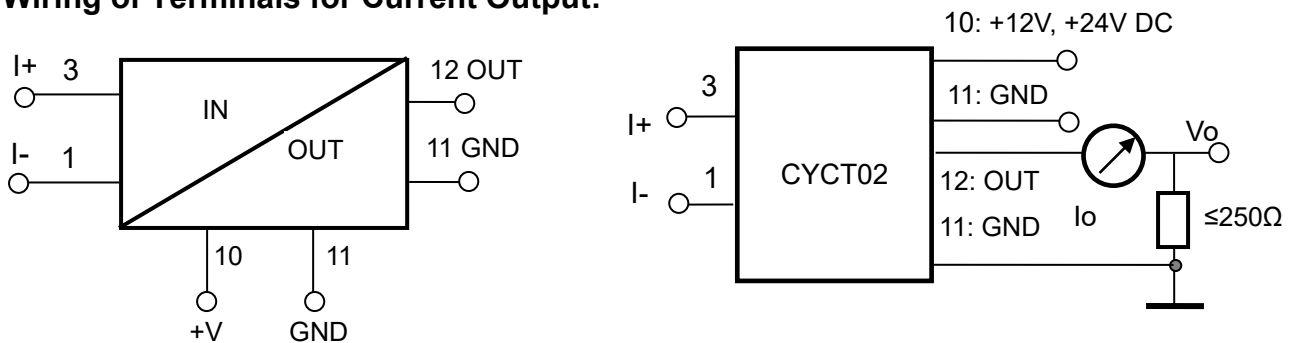 Wiring of Terminals for Current Output:
I+ 3
IN
12 OUT
I- 1
OUT
11 GND
10
11
+V
GND
10: +12V, +24V DC
3
11: GND
I+
Vo
CYCT02
1
12: OUT
I-
Io
≤250Ω
11: GND